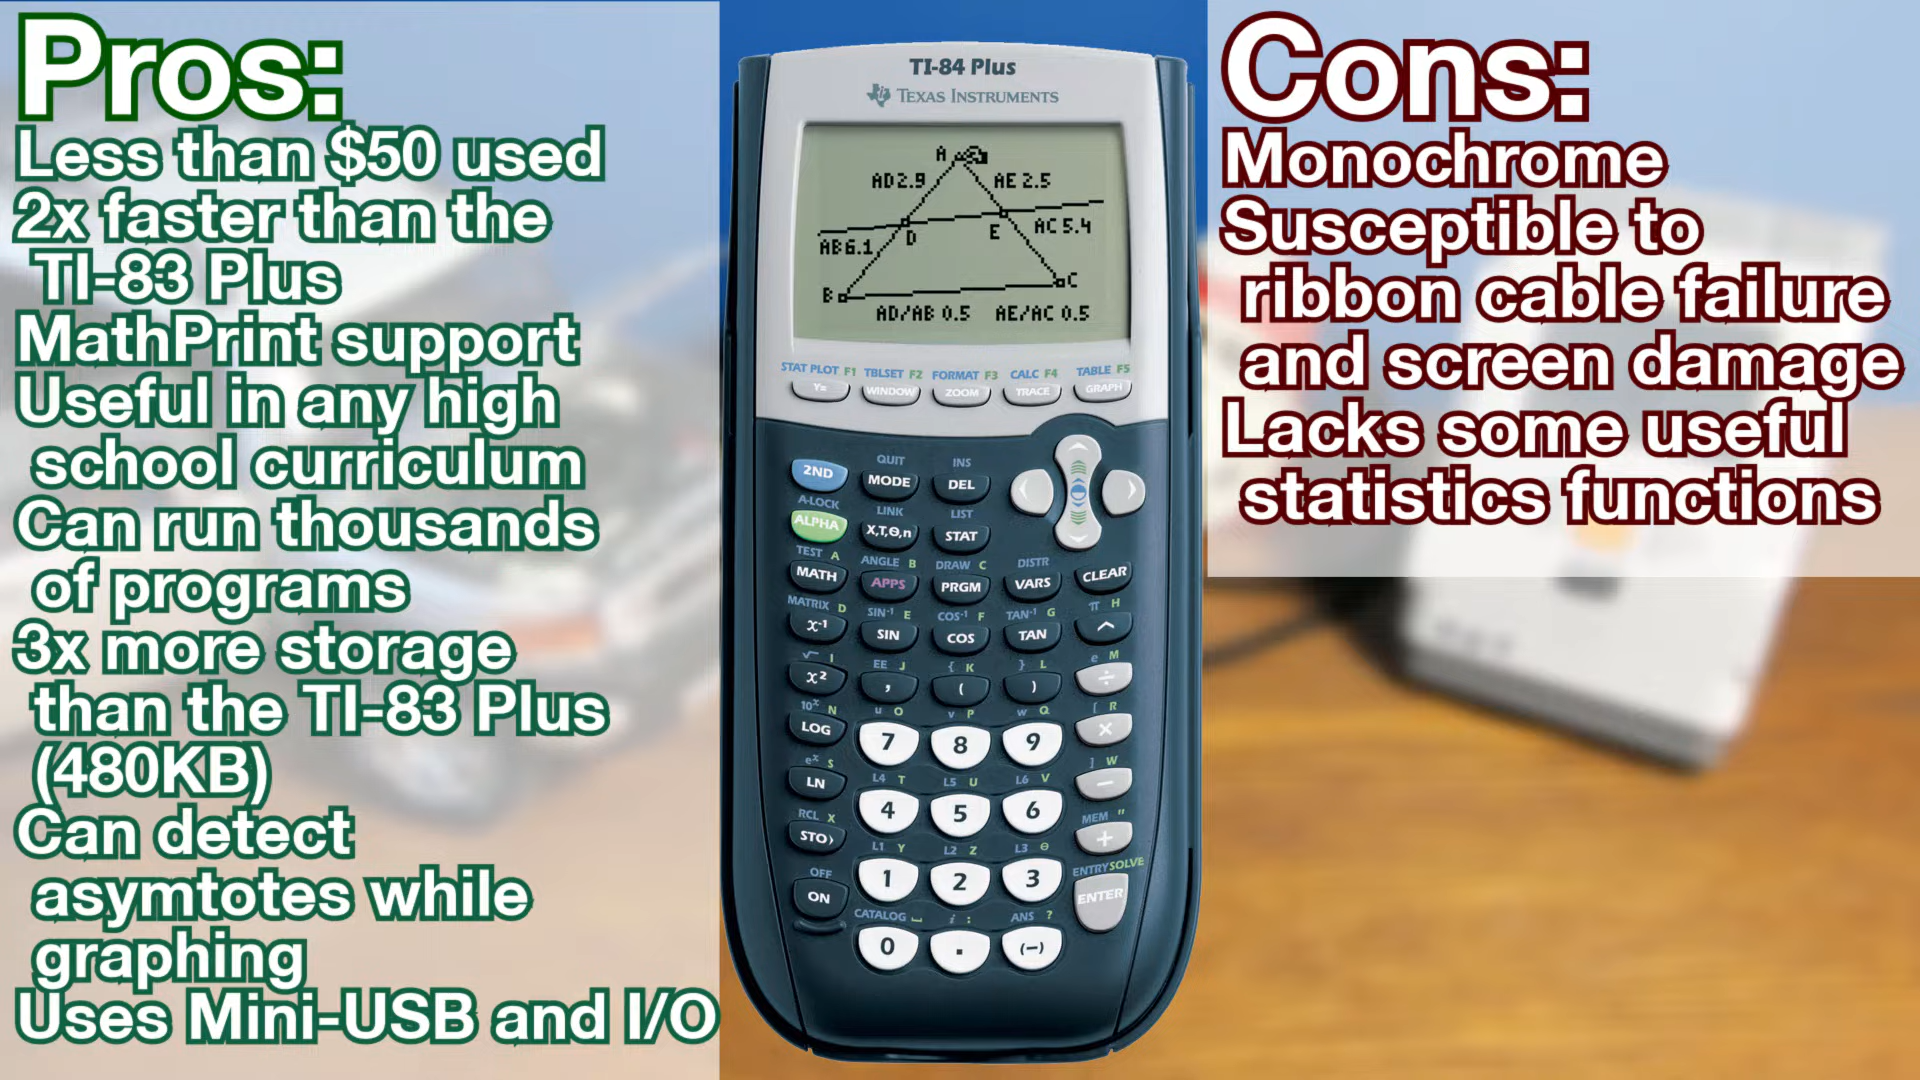 Pros:
Less than $50 used
2x faster than the
TI-83 Plus
MathPrint support
Useful in any high
school curriculum
Can run thousands
of programs
3x more storage
than the TI-83 Plus
(480KB)
Can detect
asymtotes while
graphing
Uses Mini-USB and I/O
TI-84 Plus
TEXAS INSTRUMENTS
A
AD 2.9 AE 2.5
AB 6.1 D E AC 5.4
B C
AD/AB 0.5 AE/AC 0.5
STAT PLOT F1 TBLSET F2 FORMAT F3 CALC F4 TABLE F5
Y= WINDOW ZOOM TRACE GRAPH
QUIT INS
2ND MODE DEL
A-LOCK LINK LIST
ALPHA X,T,Θ,n STAT
TEST A ANGLE B DRAW C DISTR
MATH APPS PRGM VARS CLEAR
MATRIX D SIN⁻¹ E COS⁻¹ F TAN⁻¹ G π H
x⁻¹ SIN COS TAN ^
√ I EE J { K } L e M
x² , ( ) ÷
10ˣ N u O v P w Q [ R
LOG 7 8 9 ×
eˣ S L4 T L5 U L6 V ] W
LN 4 5 6 −
RCL X L1 Y L2 Z L3 Θ MEM "
STO› 1 2 3 +
OFF ENTRY SOLVE
ON ENTER
CATALOG ⎵ i : ANS ?
0 . (−)
Cons:
Monochrome
Susceptible to
ribbon cable failure
and screen damage
Lacks some useful
statistics functions